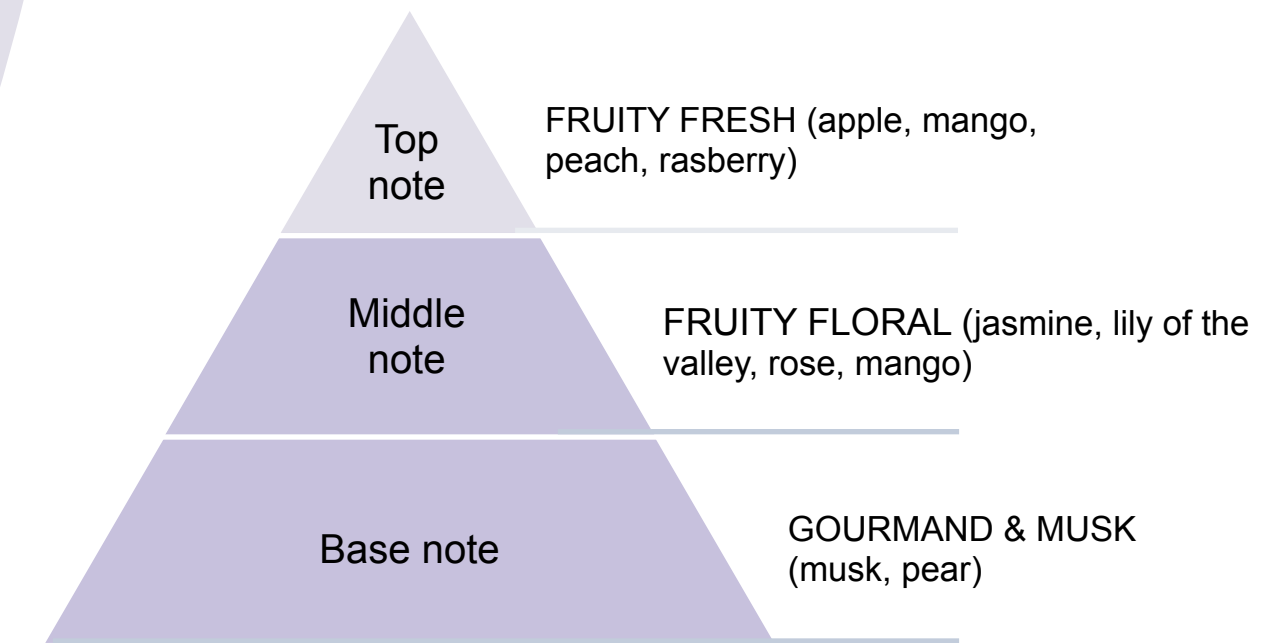 Top
note
FRUITY FRESH (apple, mango,
peach, rasberry)
Middle
note
FRUITY FLORAL (jasmine, lily of the
valley, rose, mango)
Base note
GOURMAND & MUSK
(musk, pear)